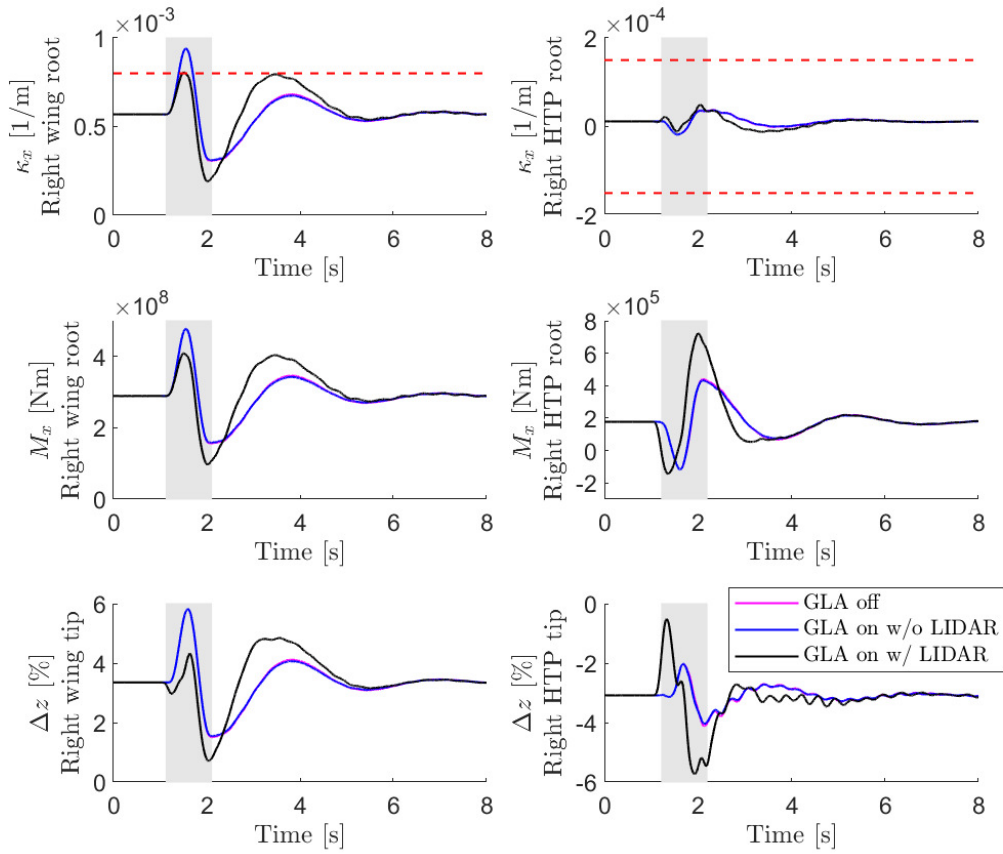 ×10⁻³
1
0.5
0
κₓ [1/m]
Right wing root
0 2 4 6 8
Time [s]
×10⁻⁴
2
0
-2
κₓ [1/m]
Right HTP root
0 2 4 6 8
Time [s]
×10⁸
4
2
0
Mₓ [Nm]
Right wing root
0 2 4 6 8
Time [s]
×10⁵
8
6
4
2
0
-2
Mₓ [Nm]
Right HTP root
0 2 4 6 8
Time [s]
6
4
2
0
Δz [%]
Right wing tip
0 2 4 6 8
Time [s]
0
-2
-4
-6
Δz [%]
Right HTP tip
GLA off
GLA on w/o LIDAR
GLA on w/ LIDAR
0 2 4 6 8
Time [s]